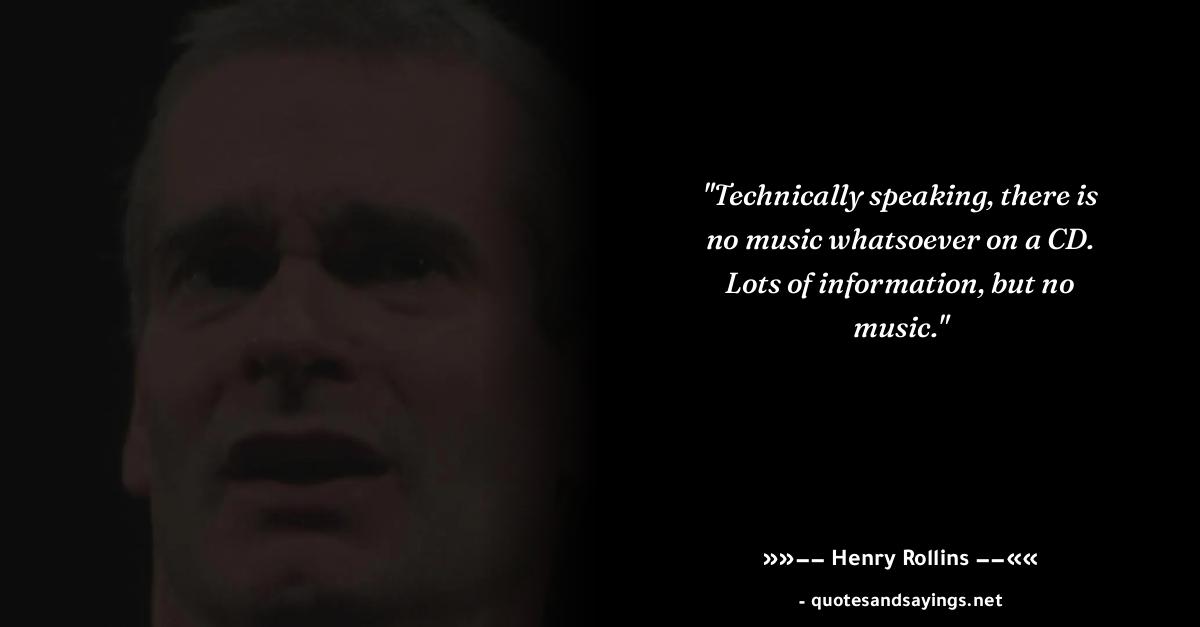 "Technically speaking, there is
no music whatsoever on a CD.
Lots of information, but no
music."
»»−− Henry Rollins −−««
- quotesandsayings.net